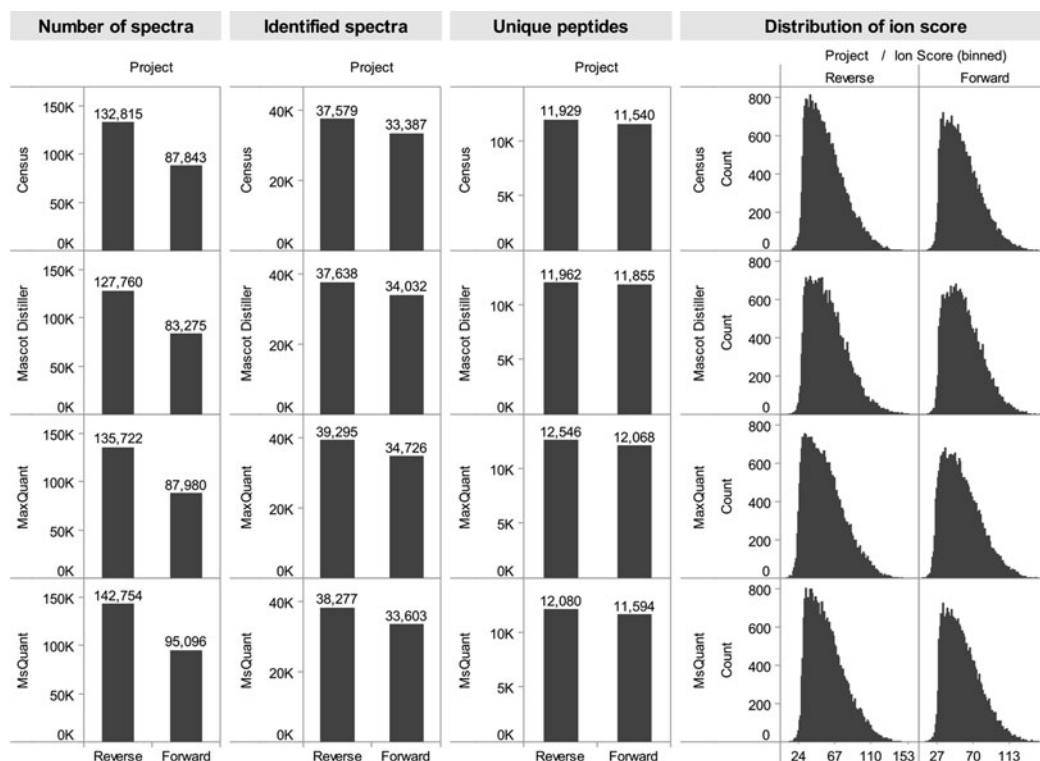 Number of spectra
Identified spectra
Unique peptides
Distribution of ion score
Project
Project
Project
Project / Ion Score (binned)
Reverse
Forward
Census
150K
100K
50K
0K
132,815
87,843
Census
40K
20K
0K
37,579
33,387
Census
10K
5K
0K
11,929
11,540
Census
Count
800
600
400
200
0
Mascot Distiller
150K
100K
50K
0K
127,760
83,275
Mascot Distiller
40K
20K
0K
37,638
34,032
Mascot Distiller
10K
5K
0K
11,962
11,855
Mascot Distiller
Count
800
600
400
200
0
MaxQuant
150K
100K
50K
0K
135,722
87,980
MaxQuant
40K
20K
0K
39,295
34,726
MaxQuant
10K
5K
0K
12,546
12,068
MaxQuant
Count
800
600
400
200
0
MsQuant
150K
100K
50K
0K
142,754
95,096
MsQuant
40K
20K
0K
38,277
33,603
MsQuant
10K
5K
0K
12,080
11,594
MsQuant
Count
800
600
400
200
0
Reverse Forward
Reverse Forward
Reverse Forward
24 67 110 153
27 70 113